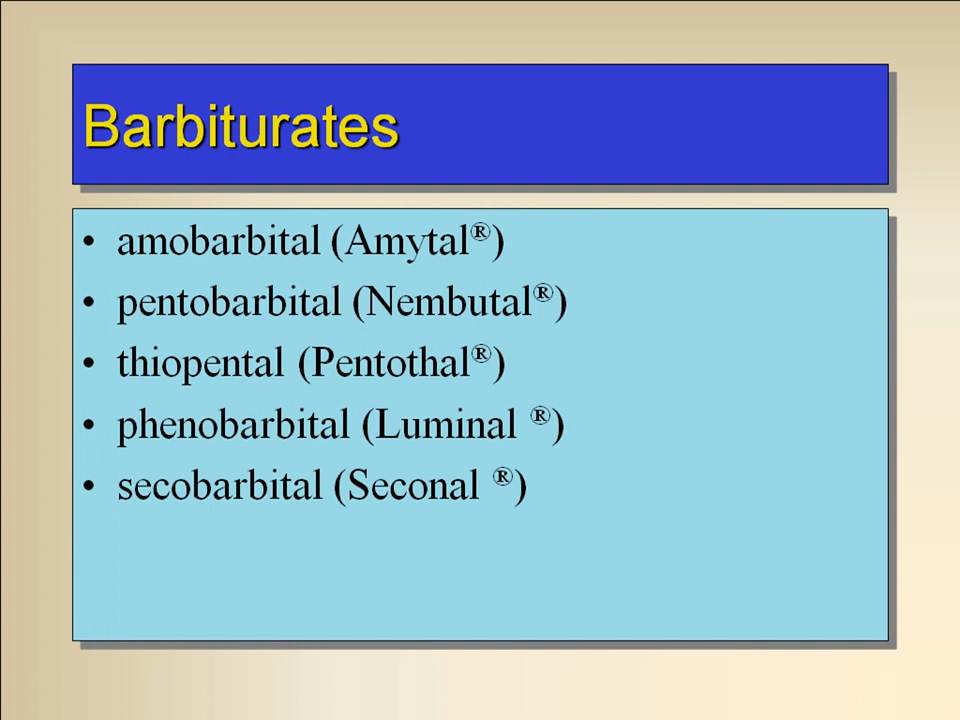 Barbiturates
• amobarbital (Amytal®)
• pentobarbital (Nembutal®)
• thiopental (Pentothal®)
• phenobarbital (Luminal ®)
• secobarbital (Seconal ®)